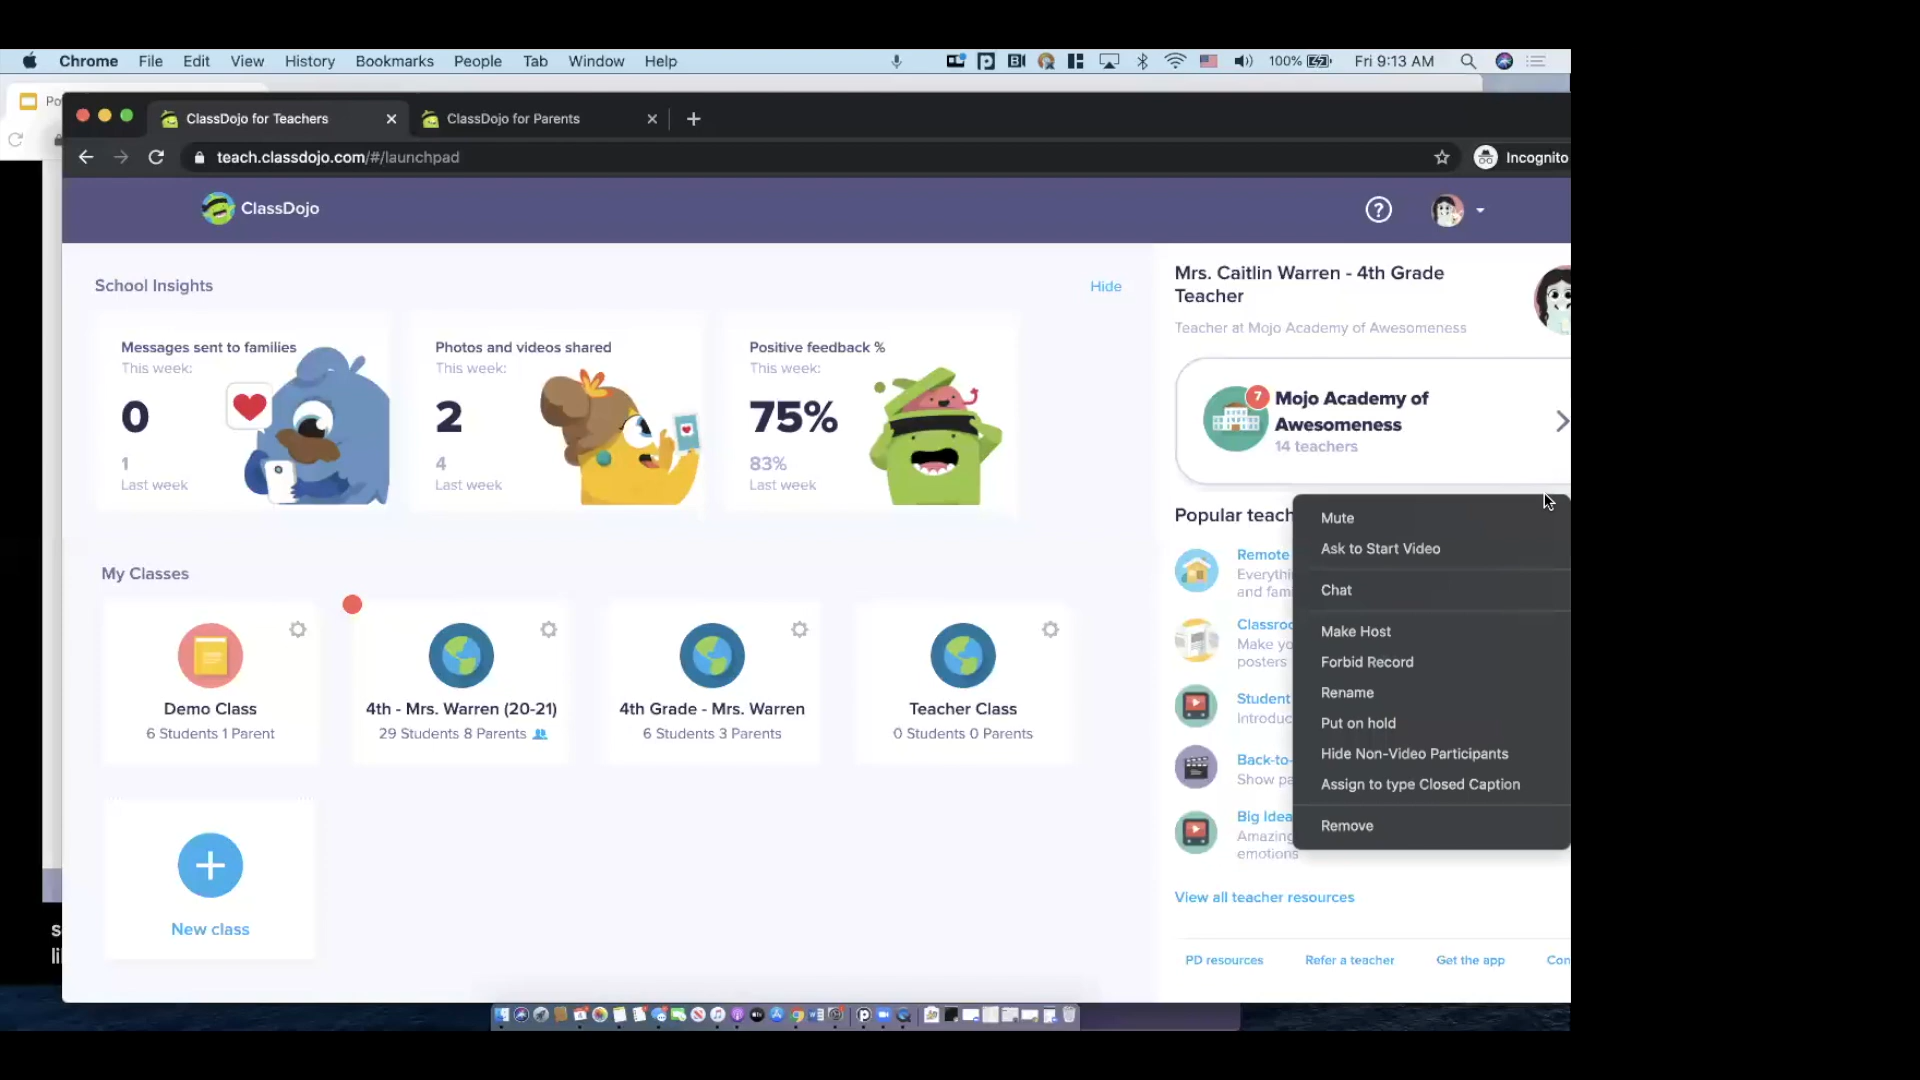 Chrome File Edit View History Bookmarks People Tab Window Help 100% Fri 9:13 AM
Po
ClassDojo for Teachers ClassDojo for Parents
teach.classdojo.com/#/launchpad Incognito
ClassDojo
School Insights Hide
Messages sent to families
This week:
0
1
Last week
Photos and videos shared
This week:
2
4
Last week
Positive feedback %
This week:
75%
83%
Last week
My Classes
Demo Class
6 Students 1 Parent
4th - Mrs. Warren (20-21)
29 Students 8 Parents
4th Grade - Mrs. Warren
6 Students 3 Parents
Teacher Class
0 Students 0 Parents
New class
Mrs. Caitlin Warren - 4th Grade
Teacher
Teacher at Mojo Academy of Awesomeness
7
Mojo Academy of
Awesomeness
14 teachers
Popular teach
Remote
Everythi
and fam
Classroo
Make yo
posters
Student
Introduc
Back-to-
Show pa
Big Idea
Amazing
emotions
View all teacher resources
PD resources Refer a teacher Get the app Con
Mute
Ask to Start Video
Chat
Make Host
Forbid Record
Rename
Put on hold
Hide Non-Video Participants
Assign to type Closed Caption
Remove
s
li